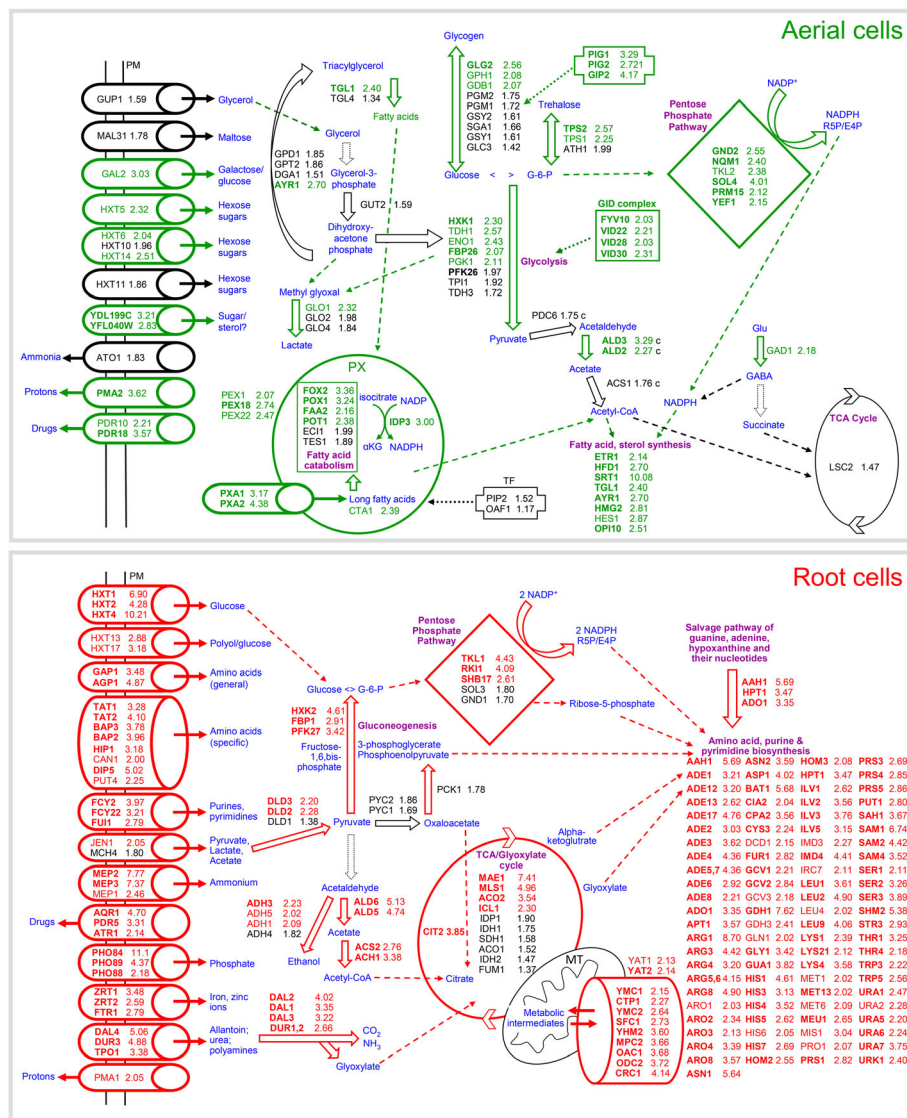 Aerial cells
PM
GUP1 1.59
Glycerol
MAL31 1.78
Maltose
GAL2 3.03
Galactose/
glucose
HXT5 2.32
Hexose
sugars
HXT6 2.04
HXT10 1.96
HXT14 2.51
Hexose
sugars
HXT11 1.86
Hexose
sugars
YDL199C 3.21
YFL040W 2.83
Sugar/
sterol?
Ammonia
ATO1 1.83
Protons
PMA2 3.62
Drugs
PDR10 2.21
PDR18 3.57
Triacylglycerol
TGL1 2.40
TGL4 1.34
Fatty acids
Glycerol
GPD1 1.85
GPT2 1.86
DGA1 1.51
AYR1 2.70
Glycerol-3-
phosphate
GUT2 1.59
Dihydroxy-
acetone
phosphate
Methyl glyoxal
GLO1 2.32
GLO2 1.98
GLO4 1.84
Lactate
Glycogen
GLG2 2.56
GPH1 2.08
GDB1 2.07
PGM2 1.75
PGM1 1.72
GSY2 1.61
SGA1 1.66
GSY1 1.61
GLC3 1.42
PIG1 3.29
PIG2 2.721
GIP2 4.17
Trehalose
TPS2 2.57
TPS1 2.25
ATH1 1.99
Glucose < > G-6-P
Pentose
Phosphate
Pathway
NADP+
NADPH
R5P/E4P
GND2 2.55
NQM1 2.40
TKL2 2.38
SOL4 4.01
PRM15 2.12
YEF1 2.15
HXK1 2.30
TDH1 2.57
ENO1 2.43
FBP26 2.07
PGK1 2.11
PFK26 1.97
TPI1 1.92
TDH3 1.72
GID complex
FYV10 2.03
VID22 2.21
VID28 2.03
VID30 2.31
Glycolysis
PDC6 1.75 c
Pyruvate
Acetaldehyde
ALD3 3.29 c
ALD2 2.27 c
Acetate
ACS1 1.76 c
Acetyl-CoA
NADPH
Glu
GAD1 2.18
GABA
Succinate
TCA Cycle
LSC2 1.47
Fatty acid, sterol synthesis
ETR1 2.14
HFD1 2.70
SRT1 10.08
TGL1 2.40
AYR1 2.70
HMG2 2.81
HES1 2.87
OPI10 2.51
PX
PEX1 2.07
PEX18 2.74
PEX22 2.47
FOX2 3.36
POX1 3.24
FAA2 2.16
POT1 2.38
ECI1 1.99
TES1 1.89
Fatty acid
catabolism
isocitrate
NADP
IDP3 3.00
αKG
NADPH
PXA1 3.17
PXA2 4.38
Long fatty acids
CTA1 2.39
TF
PIP2 1.52
OAF1 1.17
Root cells
PM
HXT1 6.90
HXT2 4.28
HXT4 10.21
Glucose
HXT13 2.88
HXT17 3.18
Polyol/glucose
GAP1 3.48
AGP1 4.87
Amino acids
(general)
TAT1 3.28
TAT2 4.10
BAP3 3.78
BAP2 3.96
HIP1 3.18
CAN1 2.00
DIP5 5.02
PUT4 2.25
Amino acids
(specific)
FCY2 3.97
FCY22 3.21
FUI1 2.79
Purines,
pyrimidines
JEN1 2.05
MCH4 1.80
Pyruvate,
Lactate,
Acetate
MEP2 7.77
MEP3 7.37
MEP1 2.46
Ammonium
Drugs
AQR1 4.70
PDR5 3.31
ATR1 2.14
PHO84 11.1
PHO89 4.37
PHO88 2.18
Phosphate
ZRT1 3.48
ZRT2 2.59
FTR1 2.79
Iron, zinc
ions
DAL4 5.06
DUR3 4.88
TPO1 3.38
Allantoin;
urea;
polyamines
Protons
PMA1 2.05
Glucose <> G-6-P
HXK2 4.61
FBP1 2.91
PFK27 3.42
Gluconeogenesis
Fructose-
1,6,bis-
phosphate
3-phosphoglycerate
Phosphoenolpyruvate
PCK1 1.78
DLD3 2.20
DLD2 2.28
DLD1 1.38
PYC2 1.86
PYC1 1.69
Pyruvate
Oxaloacetate
Acetaldehyde
ADH3 2.23
ADH5 2.02
ADH1 2.09
ADH4 1.82
ALD6 5.13
ALD5 4.74
Acetate
ACS2 2.76
ACH1 3.38
Ethanol
Acetyl-CoA
DAL2 4.02
DAL1 3.35
DAL3 3.22
DUR1,2 2.66
CO2
NH3
Glyoxylate
Pentose
Phosphate
Pathway
2 NADP+
2 NADPH
R5P/E4P
TKL1 4.43
RKI1 4.09
SHB17 2.61
SOL3 1.80
GND1 1.70
Ribose-5-phosphate
Salvage pathway of
guanine, adenine,
hypoxanthine and
their nucleotides
AAH1 5.69
HPT1 3.47
ADO1 3.35
TCA/Glyoxylate
cycle
MAE1 7.41
MLS1 4.96
ACO2 3.54
ICL1 2.30
IDP1 1.90
IDH1 1.75
SDH1 1.58
ACO1 1.52
IDH2 1.47
FUM1 1.37
CIT2 3.85
Citrate
Alpha-
ketoglutrate
Glyoxylate
MT
YAT1 2.13
YAT2 2.14
Metabolic
intermediates
YMC1 2.15
CTP1 2.27
YMC2 2.64
SFC1 2.73
YHM2 2.60
MPC2 3.66
OAC1 3.68
ODC2 3.72
CRC1 4.14
Amino acid, purine &
pyrimidine biosynthesis
AAH1 5.69 ASN2 3.59 HOM3 2.08 PRS3 2.69
ADE1 3.21 ASP1 4.02 HPT1 3.47 PRS4 2.85
ADE12 3.20 BAT1 5.68 ILV1 2.62 PRS5 2.86
ADE13 2.62 CIA2 2.04 ILV2 3.56 PUT1 2.80
ADE17 4.76 CPA2 3.56 ILV3 3.76 SAH1 3.67
ADE2 3.03 CYS3 2.24 ILV5 3.15 SAM1 6.74
ADE3 3.62 DCD1 2.15 IMD3 2.27 SAM2 4.42
ADE4 4.36 FUR1 2.82 IMD4 4.41 SAM4 3.52
ADE5,7 4.36 GCV1 2.21 IRC7 2.11 SER1 2.11
ADE6 2.92 GCV2 2.84 LEU1 3.61 SER2 3.26
ADE8 2.21 GCV3 2.18 LEU2 4.90 SER3 3.89
ADO1 3.35 GDH1 7.62 LEU4 2.02 SHM2 5.38
APT1 3.57 GDH3 2.41 LEU9 4.06 STR3 2.93
ARG1 8.70 GLN1 2.02 LYS1 2.39 THR1 3.25
ARG3 4.42 GLY1 3.42 LYS21 2.12 THR4 2.18
ARG4 3.20 GUA1 3.82 LYS4 3.58 TRP3 2.22
ARG5,6 4.15 HIS1 4.61 MET1 2.02 TRP5 2.56
ARG8 4.90 HIS3 3.13 MET13 2.02 URA1 2.47
ARO1 2.03 HIS4 3.52 MET6 2.09 URA2 2.28
ARO2 2.34 HIS5 2.62 MEU1 2.65 URA5 2.20
ARO3 2.13 HIS6 2.05 MIS1 3.04 URA6 2.24
ARO4 3.39 HIS7 2.69 PRO1 2.07 URA7 3.75
ARO8 3.57 HOM2 2.55 PRS1 2.82 URK1 2.40
ASN1 5.64